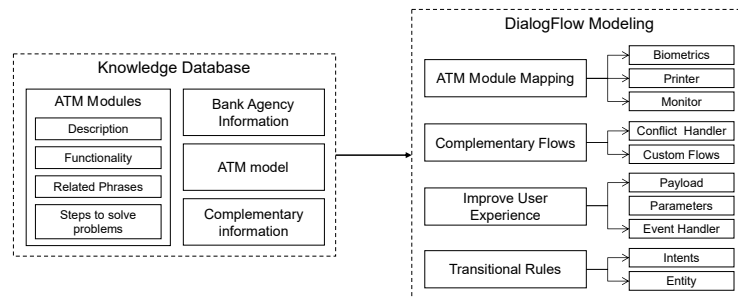 Knowledge Database
ATM Modules
Description
Functionality
Related Phrases
Steps to solve
problems
Bank Agency
Information
ATM model
Complementary
information
DialogFlow Modeling
ATM Module Mapping
Biometrics
Printer
Monitor
Complementary Flows
Conflict Handler
Custom Flows
Improve User
Experience
Payload
Parameters
Event Handler
Transitional Rules
Intents
Entity